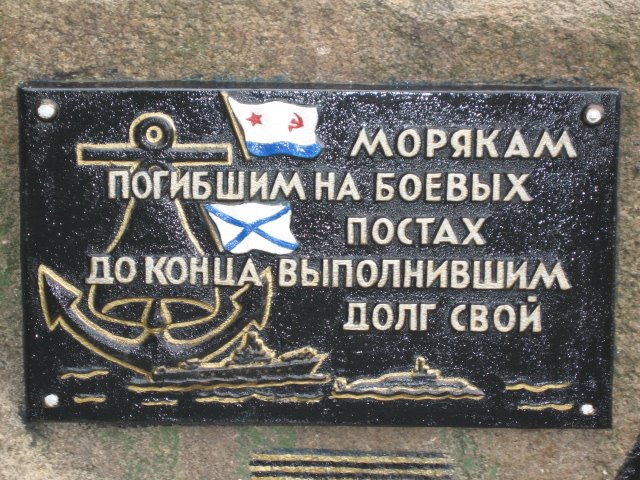 МОРЯКАМ
ПОГИБШИМ НА БОЕВЫХ
ПОСТАХ
ДО КОНЦА ВЫПОЛНИВШИМ
ДОЛГ СВОЙ